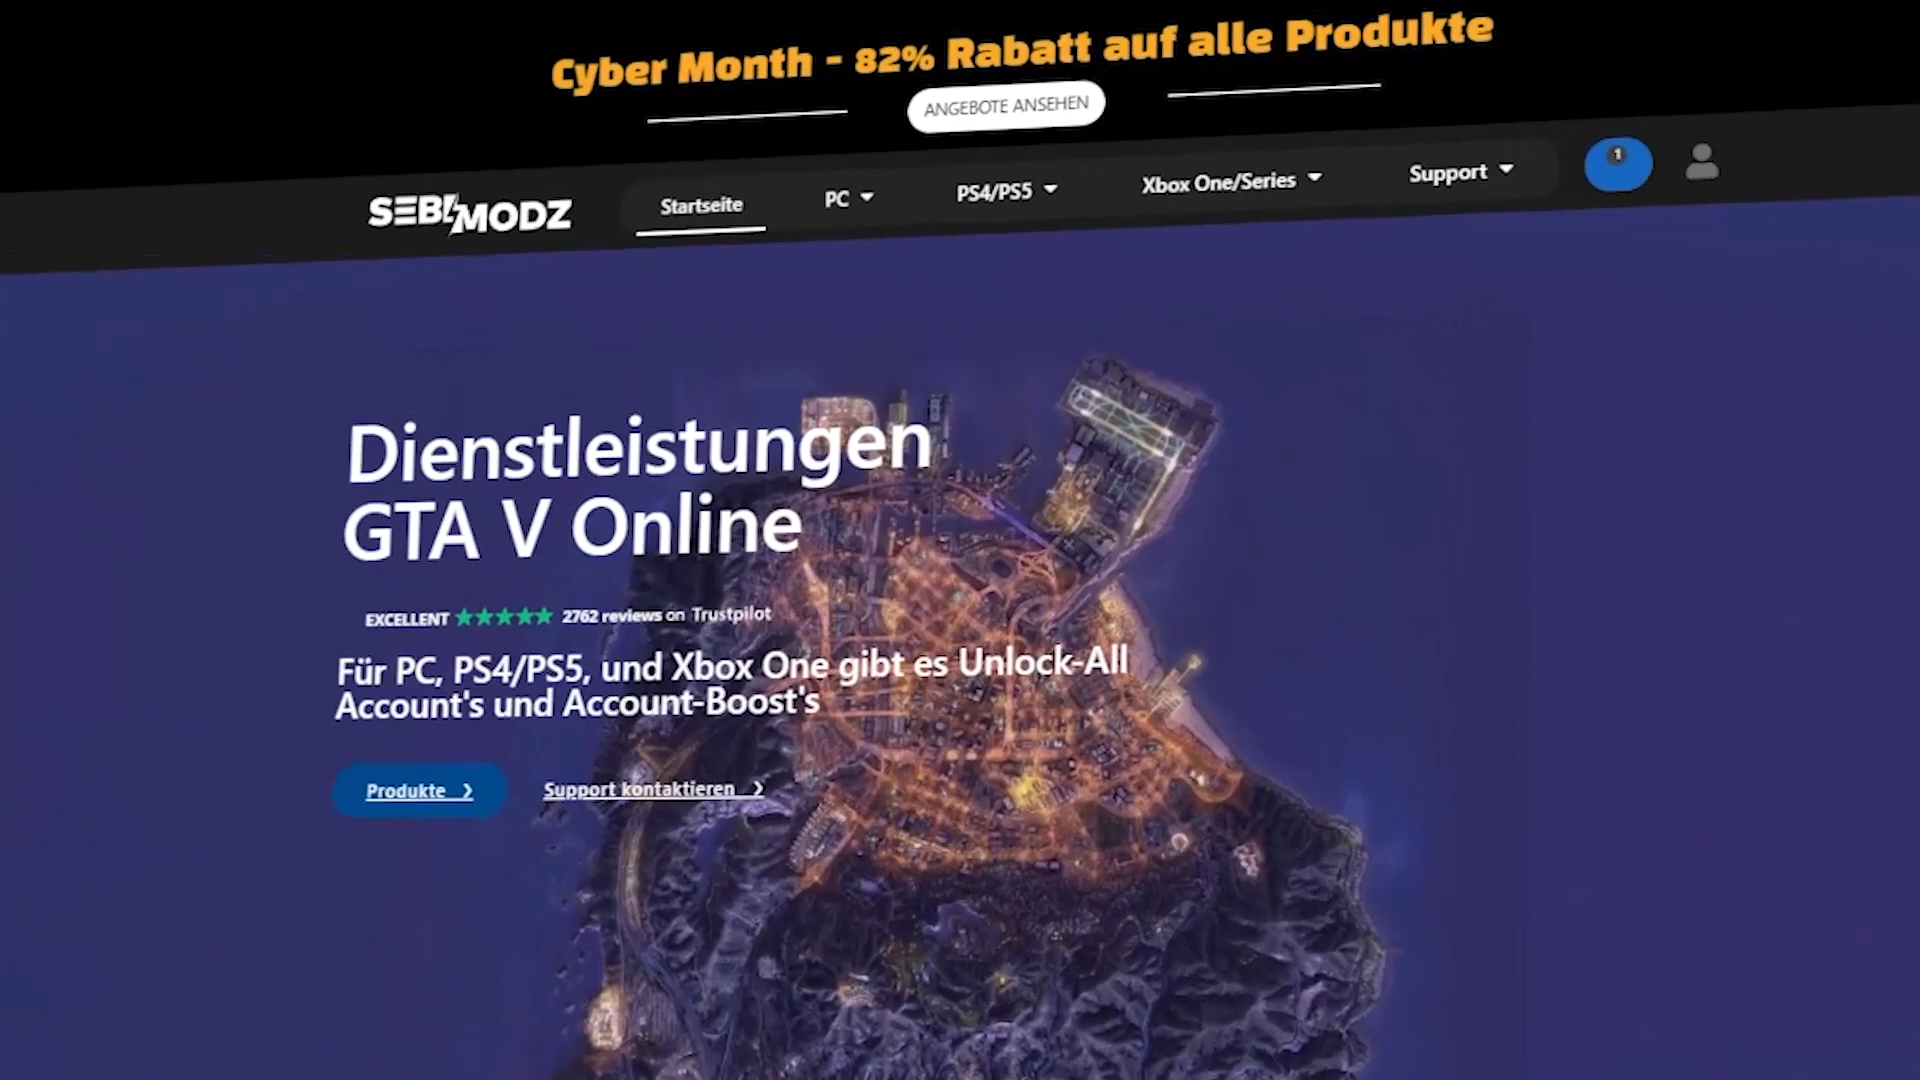 Cyber Month - 82% Rabatt auf alle Produkte
ANGEBOTE ANSEHEN
SEBI/MODZ
Startseite
PC
PS4/PS5
Xbox One/Series
Support
1
Dienstleistungen
GTA V Online
EXCELLENT 2762 reviews on Trustpilot
Für PC, PS4/PS5, und Xbox One gibt es Unlock-All
Account's und Account-Boost's
Produkte ❯
Support kontaktieren ❯